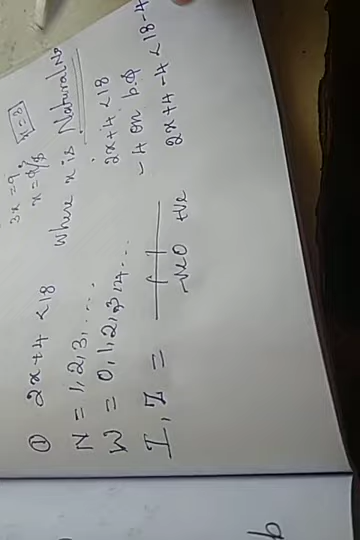 3x = 9
x = 9/3
x = 3
① 2x+4 < 18 where x is Natural No
N = 1,2,3, ....
W = 0,1,2,3,4...
I, Z =
-ve 0 +ve
2x+4 < 18
-4 on b.s
2x+4-4 < 18-4